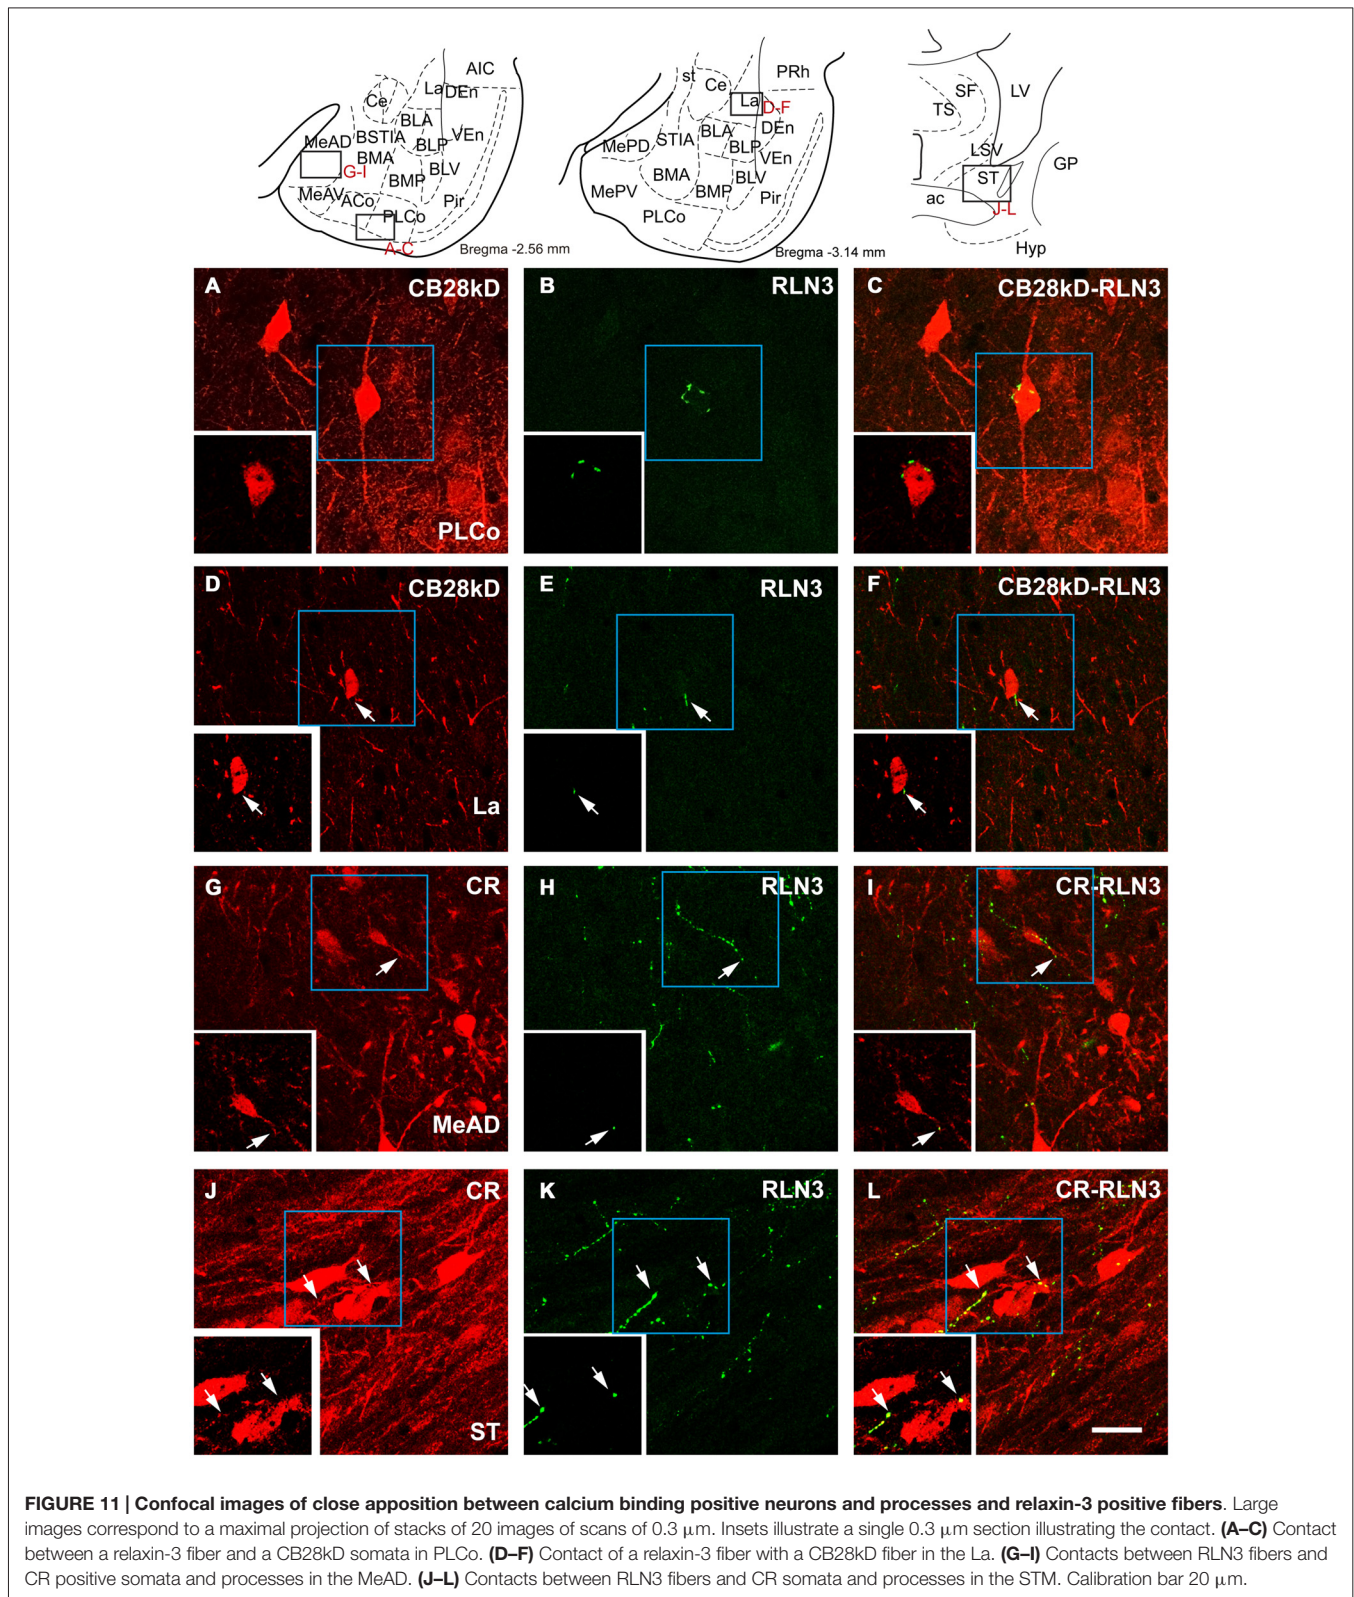 AIC
La DEn
Ce
BLA
BSTIA
VEn
MeAD
BLP
BMA
G-I
BLV
BMP
MeAV
ACo
Pir
PLCo
A-C
Bregma -2.56 mm
PRh
st
Ce
La
D-F
DEn
BLA
STIA
MePD
BLP
VEn
BMA
BLV
BMP
MePV
Pir
PLCo
Bregma -3.14 mm
SF
LV
TS
LSV
GP
ST
ac
J-L
Hyp
A CB28kD
PLCo
B RLN3
C CB28kD-RLN3
D CB28kD
La
E RLN3
F CB28kD-RLN3
G CR
MeAD
H RLN3
I CR-RLN3
J CR
ST
K RLN3
L CR-RLN3
FIGURE 11 | Confocal images of close apposition between calcium binding positive neurons and processes and relaxin-3 positive fibers. Large
images correspond to a maximal projection of stacks of 20 images of scans of 0.3 μm. Insets illustrate a single 0.3 μm section illustrating the contact. (A–C) Contact
between a relaxin-3 fiber and a CB28kD somata in PLCo. (D–F) Contact of a relaxin-3 fiber with a CB28kD fiber in the La. (G–I) Contacts between RLN3 fibers and
CR positive somata and processes in the MeAD. (J–L) Contacts between RLN3 fibers and CR somata and processes in the STM. Calibration bar 20 μm.